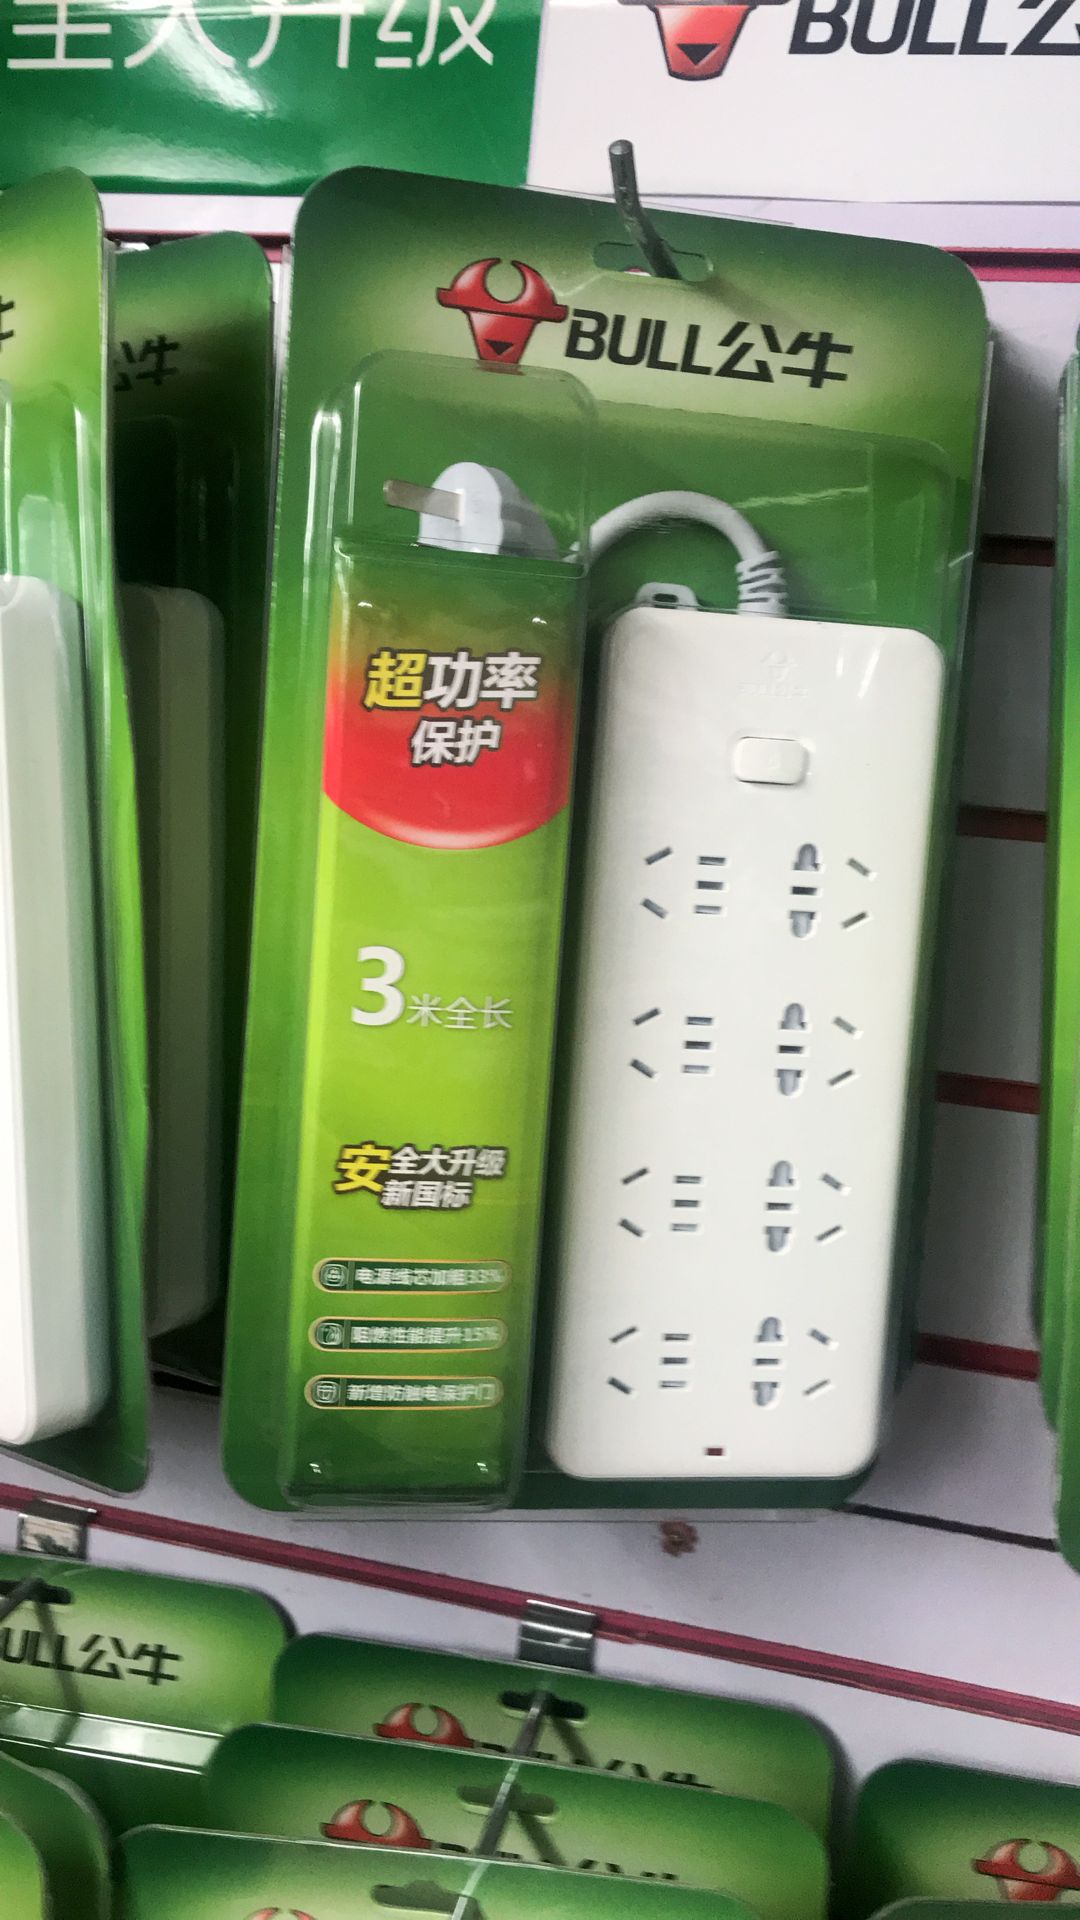 全大升级
BULL公
BULL公牛
公牛
超功率
保护
3米全长
安全大升级
新国标
电源线芯加粗33%
阻燃性能提升15%
新增防触电保护门
ULL公牛